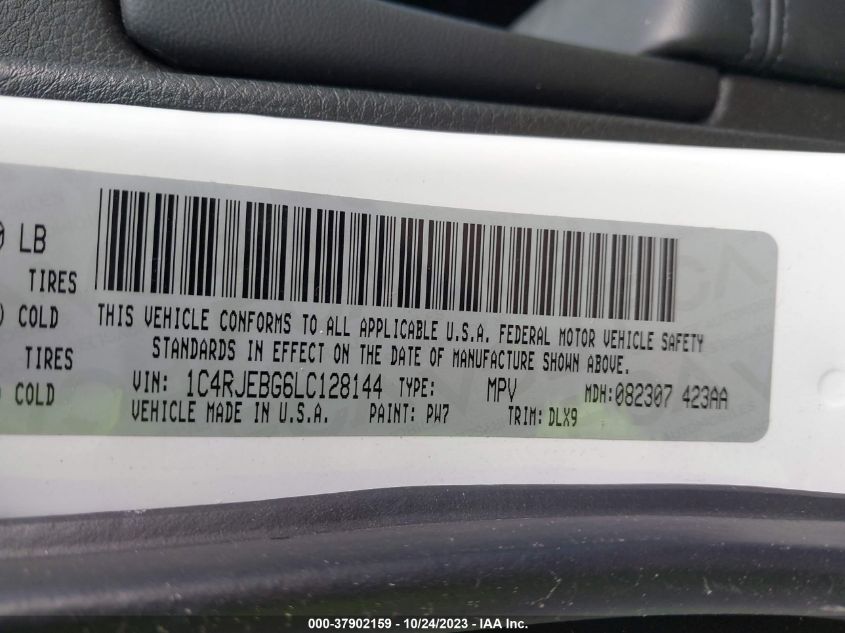 0 LB
TIRES
) COLD
TIRES
COLD
THIS VEHICLE CONFORMS TO ALL APPLICABLE U.S.A. FEDERAL MOTOR VEHICLE SAFETY
STANDARDS IN EFFECT ON THE DATE OF MANUFACTURE SHOWN ABOVE.
VIN: 1C4RJEBG6LC128144 TYPE: MPV MDH:082307 423AA
VEHICLE MADE IN U.S.A. PAINT: PW7 TRIM: DLX9
000-37902159 - 10/24/2023 - IAA Inc.